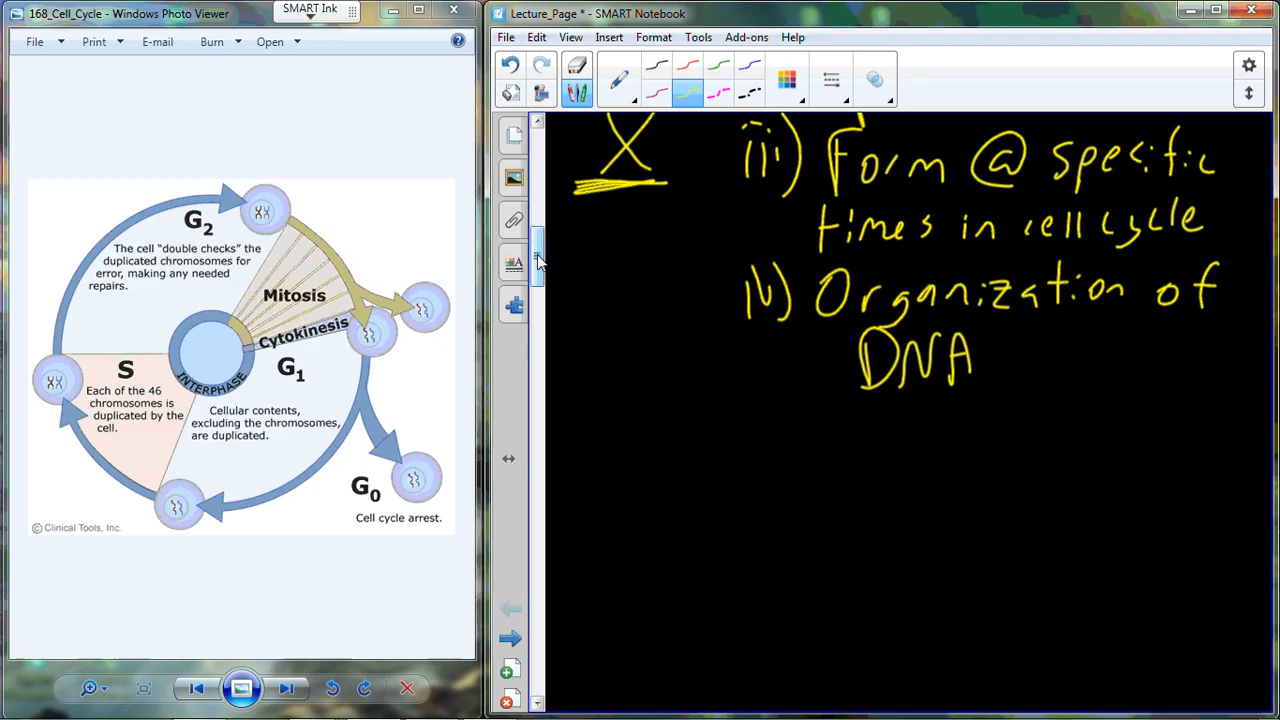 168_Cell_Cycle - Windows Photo Viewer
SMART Ink
File Print E-mail Burn Open
G2
The cell “double checks” the
duplicated chromosomes for
error, making any needed
repairs.
Mitosis
Cytokinesis
INTERPHASE
S
Each of the 46
chromosomes is
duplicated by the
cell.
G1
Cellular contents,
excluding the chromosomes,
are duplicated.
G0
Cell cycle arrest.
© Clinical Tools, Inc.
Lecture_Page * - SMART Notebook
File Edit View Insert Format Tools Add-ons Help
iii) Form @ specific
times in cell cycle
iv) Organization of
DNA